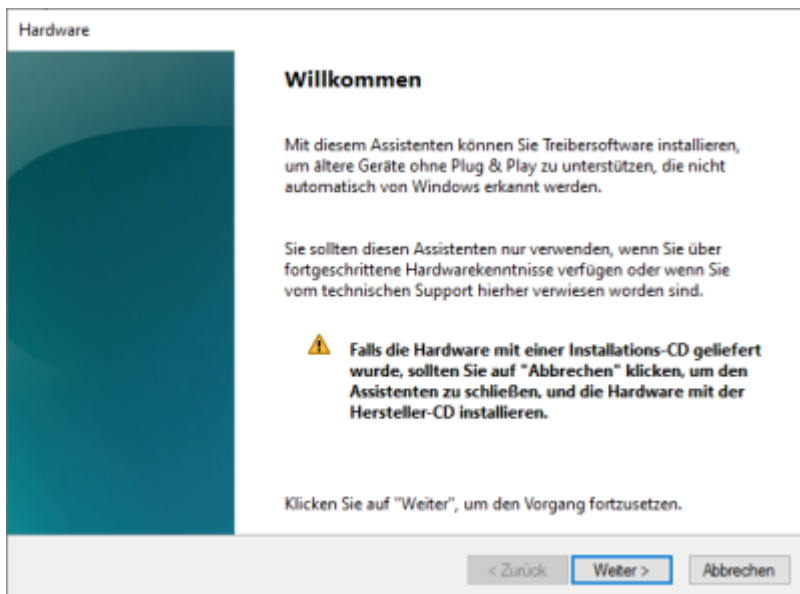 Hardware
Willkommen
Mit diesem Assistenten können Sie Treibersoftware installieren,
um ältere Geräte ohne Plug & Play zu unterstützen, die nicht
automatisch von Windows erkannt werden.
Sie sollten diesen Assistenten nur verwenden, wenn Sie über
fortgeschrittene Hardwarekenntnisse verfügen oder wenn Sie
vom technischen Support hierher verwiesen worden sind.
Falls die Hardware mit einer Installations-CD geliefert
wurde, sollten Sie auf "Abbrechen" klicken, um den
Assistenten zu schließen, und die Hardware mit der
Hersteller-CD installieren.
Klicken Sie auf "Weiter", um den Vorgang fortzusetzen.
< Zurück Weiter > Abbrechen